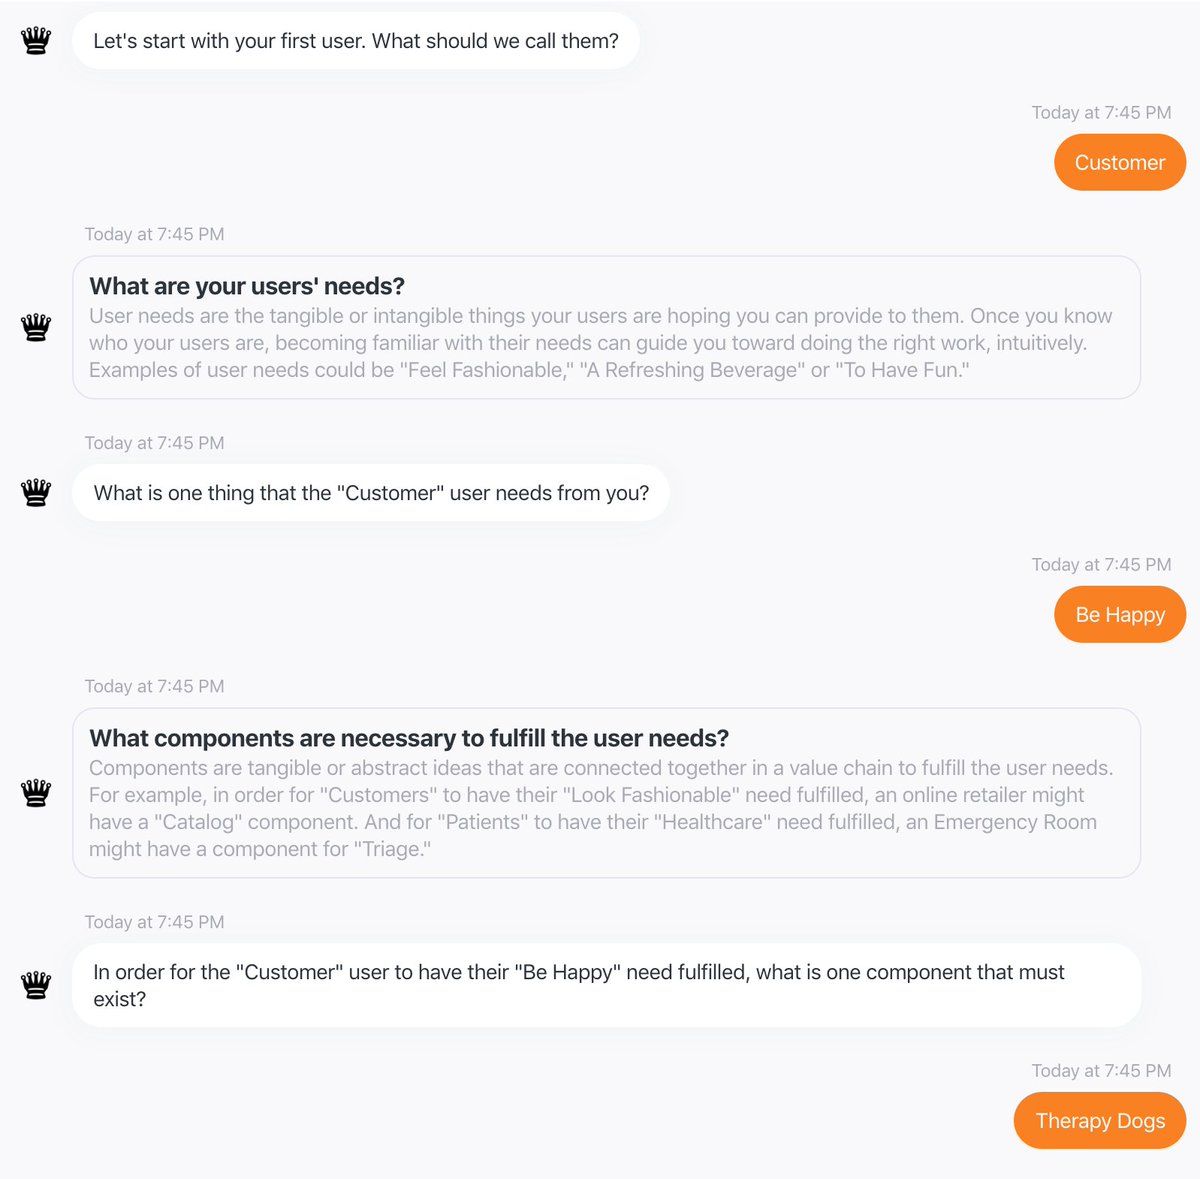 Let's start with your first user. What should we call them?
Today at 7:45 PM
Customer
Today at 7:45 PM
What are your users' needs?
User needs are the tangible or intangible things your users are hoping you can provide to them. Once you know
who your users are, becoming familiar with their needs can guide you toward doing the right work, intuitively.
Examples of user needs could be "Feel Fashionable," "A Refreshing Beverage" or "To Have Fun."
Today at 7:45 PM
What is one thing that the "Customer" user needs from you?
Today at 7:45 PM
Be Happy
Today at 7:45 PM
What components are necessary to fulfill the user needs?
Components are tangible or abstract ideas that are connected together in a value chain to fulfill the user needs.
For example, in order for "Customers" to have their "Look Fashionable" need fulfilled, an online retailer might
have a "Catalog" component. And for "Patients" to have their "Healthcare" need fulfilled, an Emergency Room
might have a component for "Triage."
Today at 7:45 PM
In order for the "Customer" user to have their "Be Happy" need fulfilled, what is one component that must
exist?
Today at 7:45 PM
Therapy Dogs